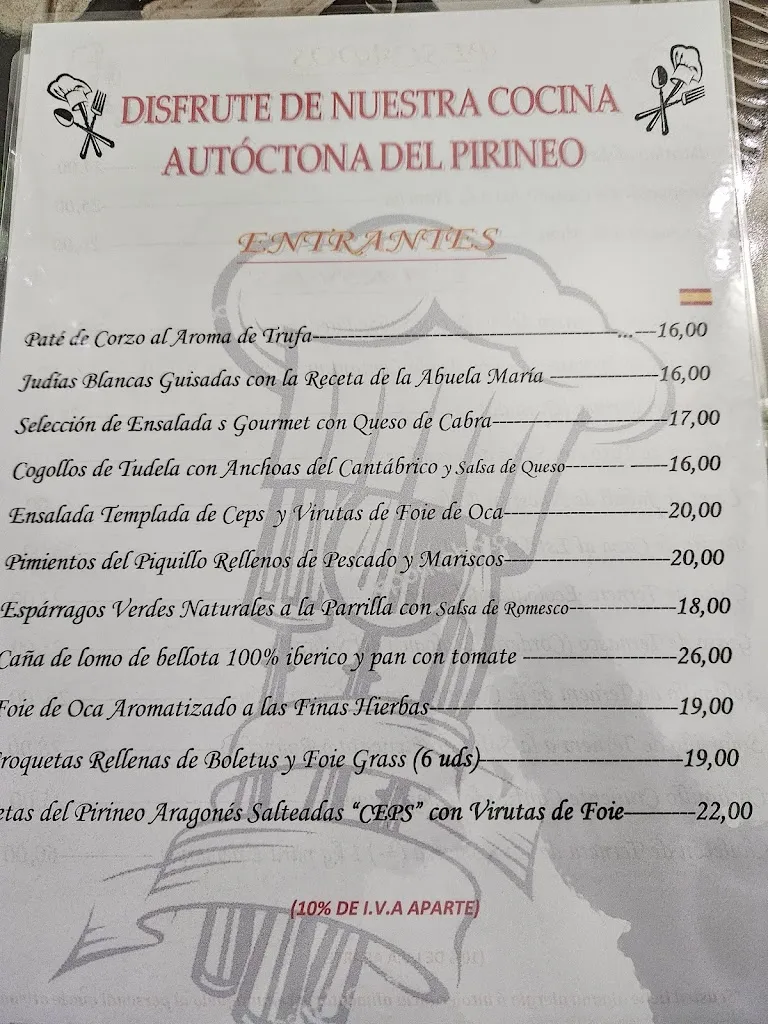 DISFRUTE DE NUESTRA COCINA
AUTÓCTONA DEL PIRINEO
ENTRANTES
Paté de Corzo al Aroma de Trufa-----------------------------------------...---16,00
Judías Blancas Guisadas con la Receta de la Abuela María ---------------16,00
Selección de Ensalada s Gourmet con Queso de Cabra------------------------17,00
Cogollos de Tudela con Anchoas del Cantábrico y Salsa de Queso-------- -----16,00
Ensalada Templada de Ceps y Virutas de Foie de Oca----------------------20,00
Pimientos del Piquillo Rellenos de Pescado y Mariscos----------------------20,00
Espárragos Verdes Naturales a la Parrilla con Salsa de Romesco--------------18,00
Caña de lomo de bellota 100% iberico y pan con tomate --------------------26,00
Foie de Oca Aromatizado a las Finas Hierbas--------------------------------19,00
roquetas Rellenas de Boletus y Foie Grass (6 uds)--------------------------19,00
etas del Pirineo Aragonés Salteadas “CEPS” con Virutas de Foie---------22,00
(10% DE I.V.A APARTE)